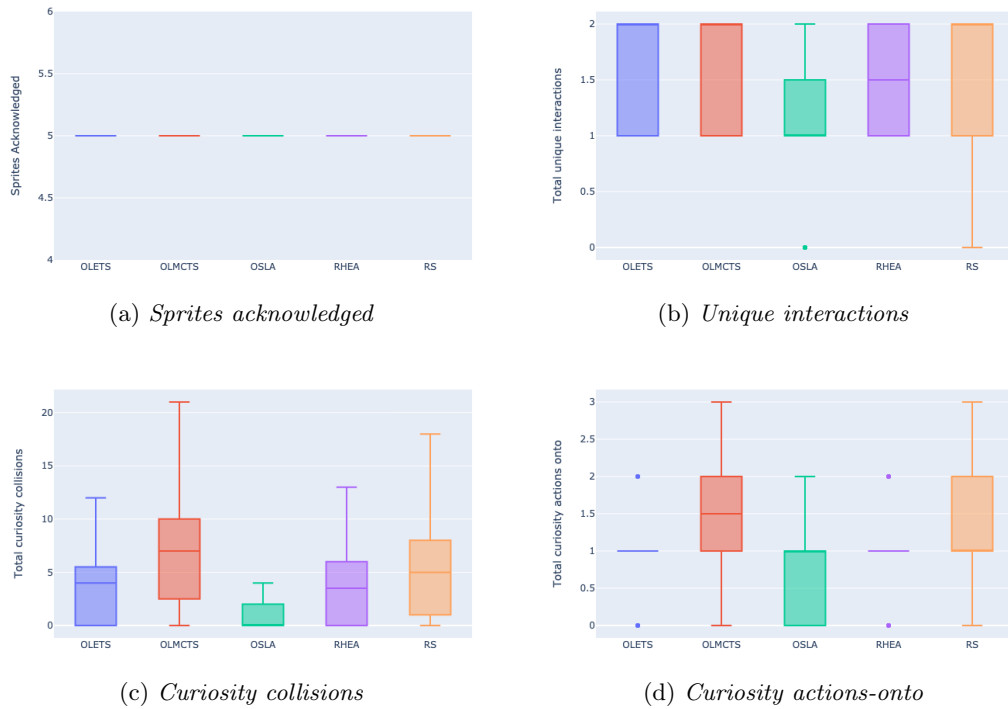 6
5.5
5
4.5
4
Sprites Acknowledged
OLETS OLMCTS OSLA RHEA RS
(a) Sprites acknowledged
2
1.5
1
0.5
0
Total unique interactions
OLETS OLMCTS OSLA RHEA RS
(b) Unique interactions
20
15
10
5
0
Total curiosity collisions
OLETS OLMCTS OSLA RHEA RS
(c) Curiosity collisions
3
2.5
2
1.5
1
0.5
0
Total curiosity actions onto
OLETS OLMCTS OSLA RHEA RS
(d) Curiosity actions-onto